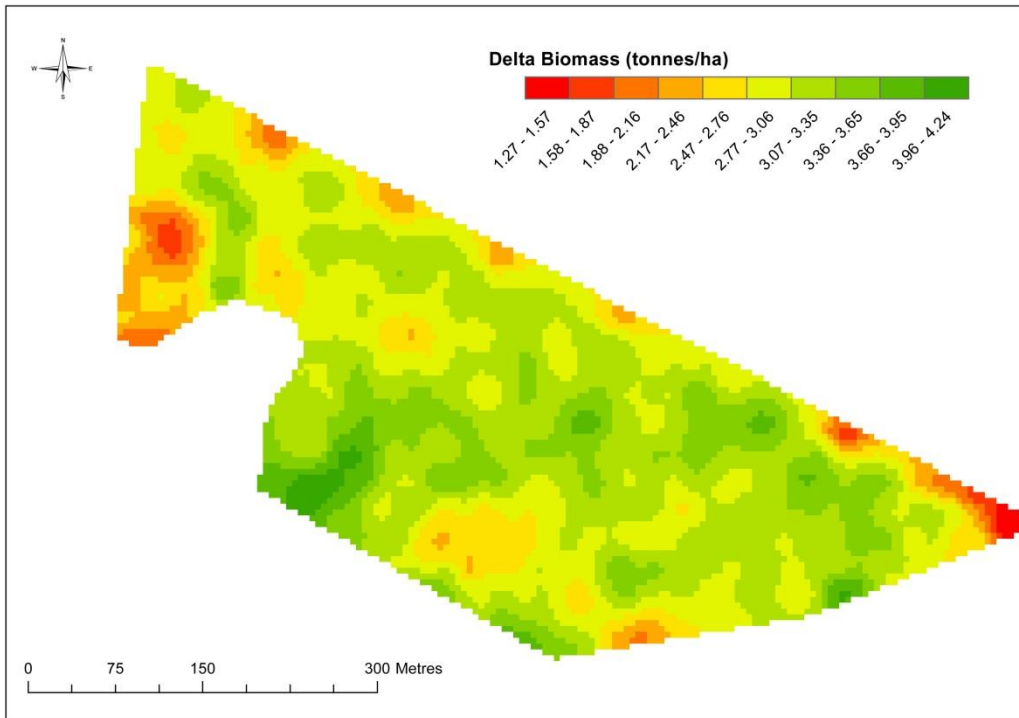 N
W E
S
Delta Biomass (tonnes/ha)
1.27 - 1.57
1.58 - 1.87
1.88 - 2.16
2.17 - 2.46
2.47 - 2.76
2.77 - 3.06
3.07 - 3.35
3.36 - 3.65
3.66 - 3.95
3.96 - 4.24
0 75 150 300 Metres